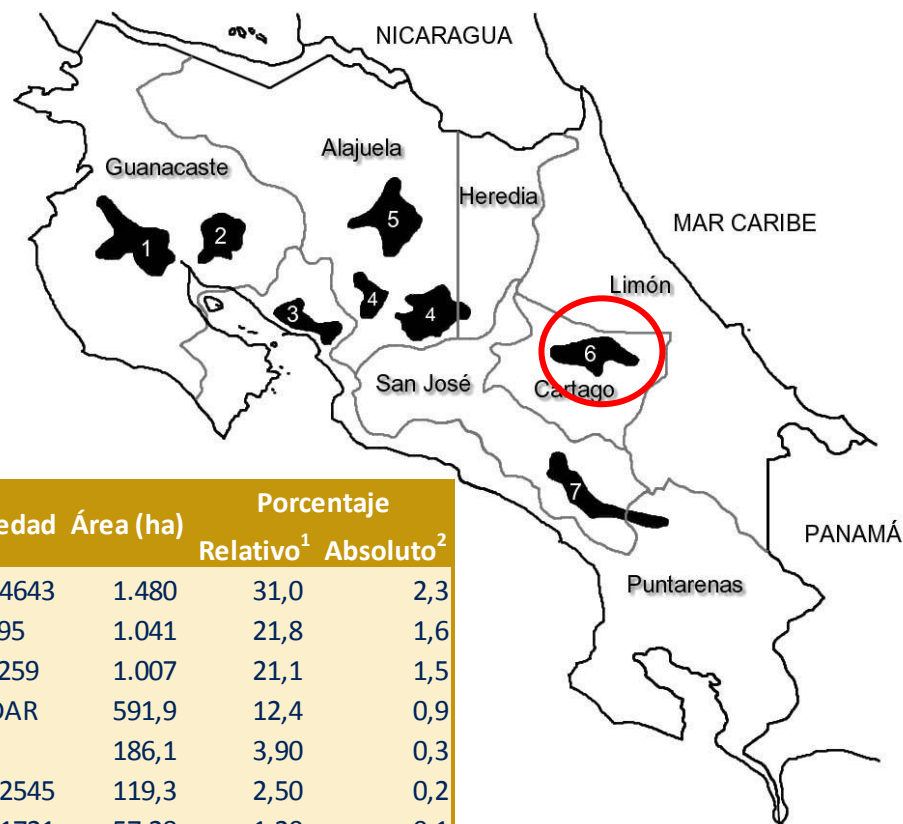 NICARAGUA
Alajuela
Guanacaste
Heredia
5
MAR CARIBE
2
1
Limón
4
3
4
6
San José
Cartago
7
PANAMÁ
Puntarenas
Área (ha) Porcentaje
Relativo¹ Absoluto²
4643 1.480 31,0 2,3
95 1.041 21,8 1,6
259 1.007 21,1 1,5
591,9 12,4 0,9
186,1 3,90 0,3
2545 119,3 2,50 0,2